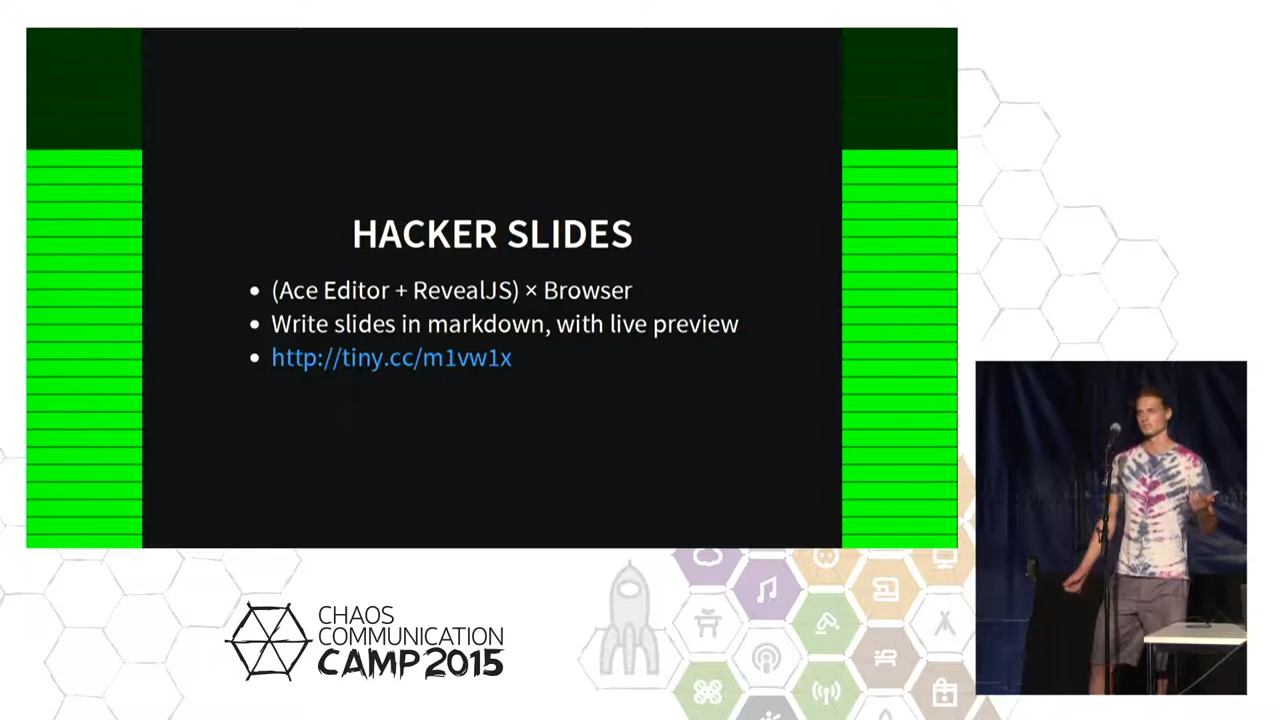 HACKER SLIDES
(Ace Editor + RevealJS) × Browser
Write slides in markdown, with live preview
http://tiny.cc/m1vw1x
CHAOS
COMMUNICATION
CAMP 2015